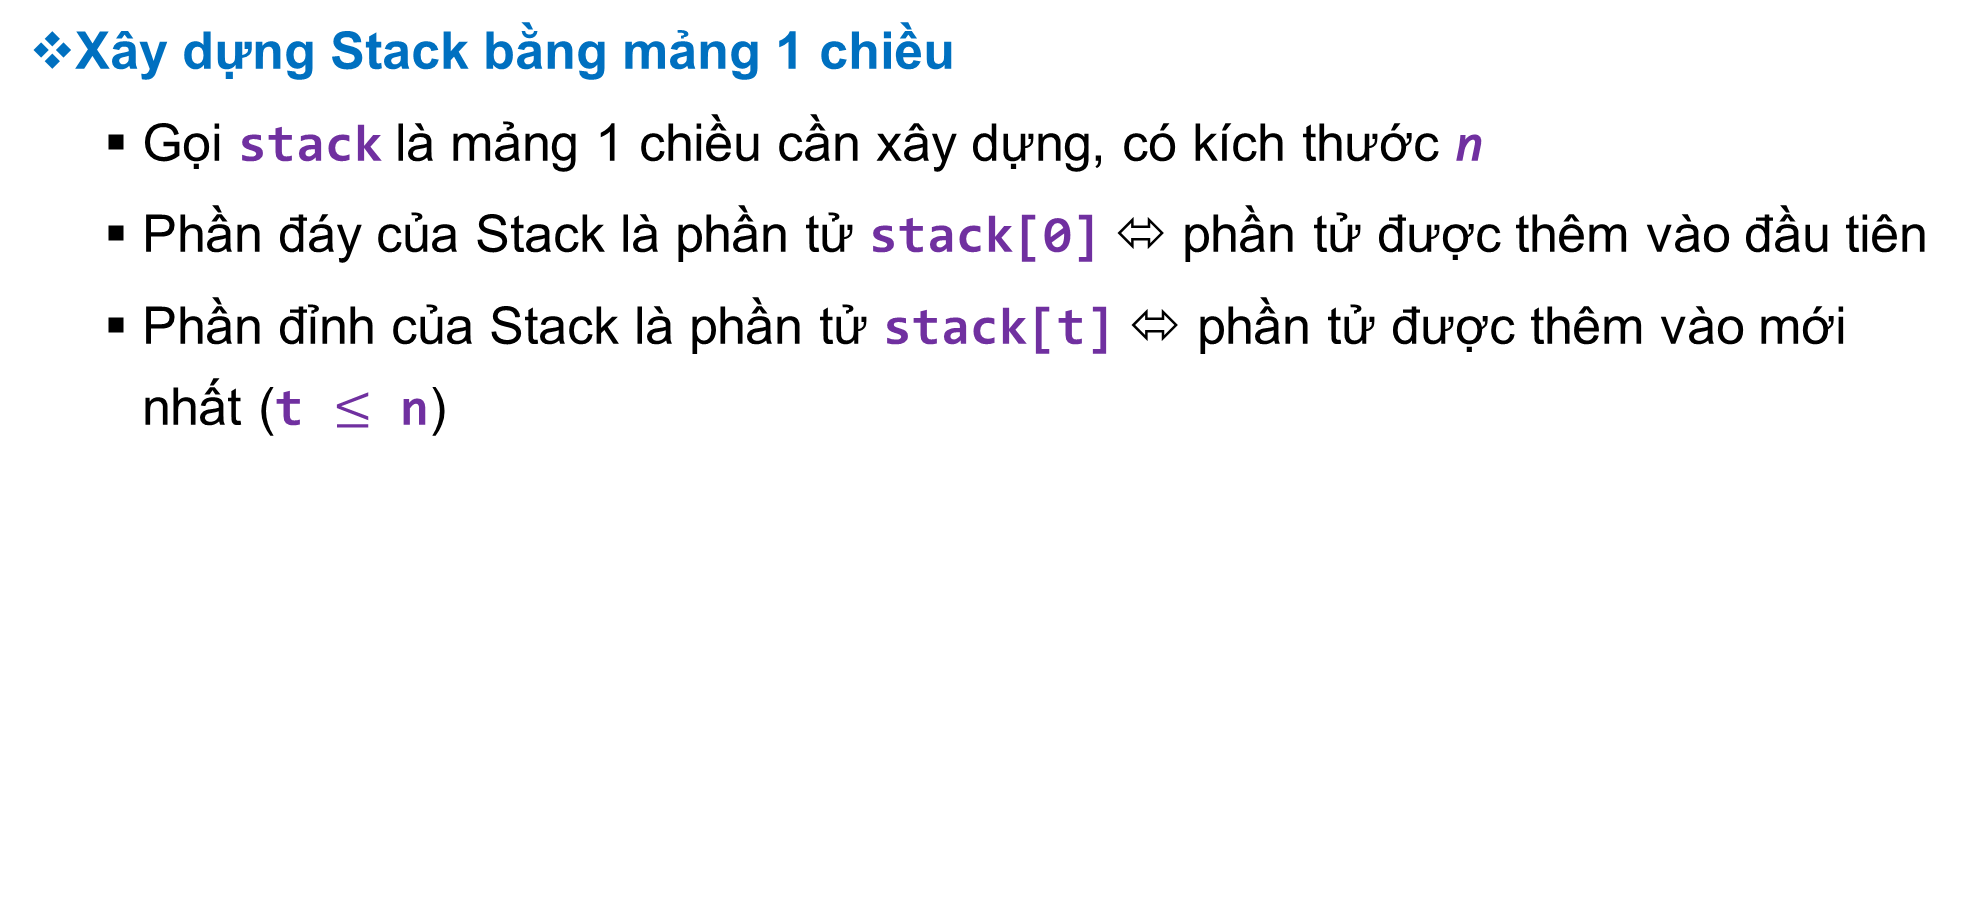 ❖Xây dựng Stack bằng mảng 1 chiều
▪ Gọi stack là mảng 1 chiều cần xây dựng, có kích thước n
▪ Phần đáy của Stack là phần tử stack[0] ⬄ phần tử được thêm vào đầu tiên
▪ Phần đỉnh của Stack là phần tử stack[t] ⬄ phần tử được thêm vào mới
nhất (t ≤ n)